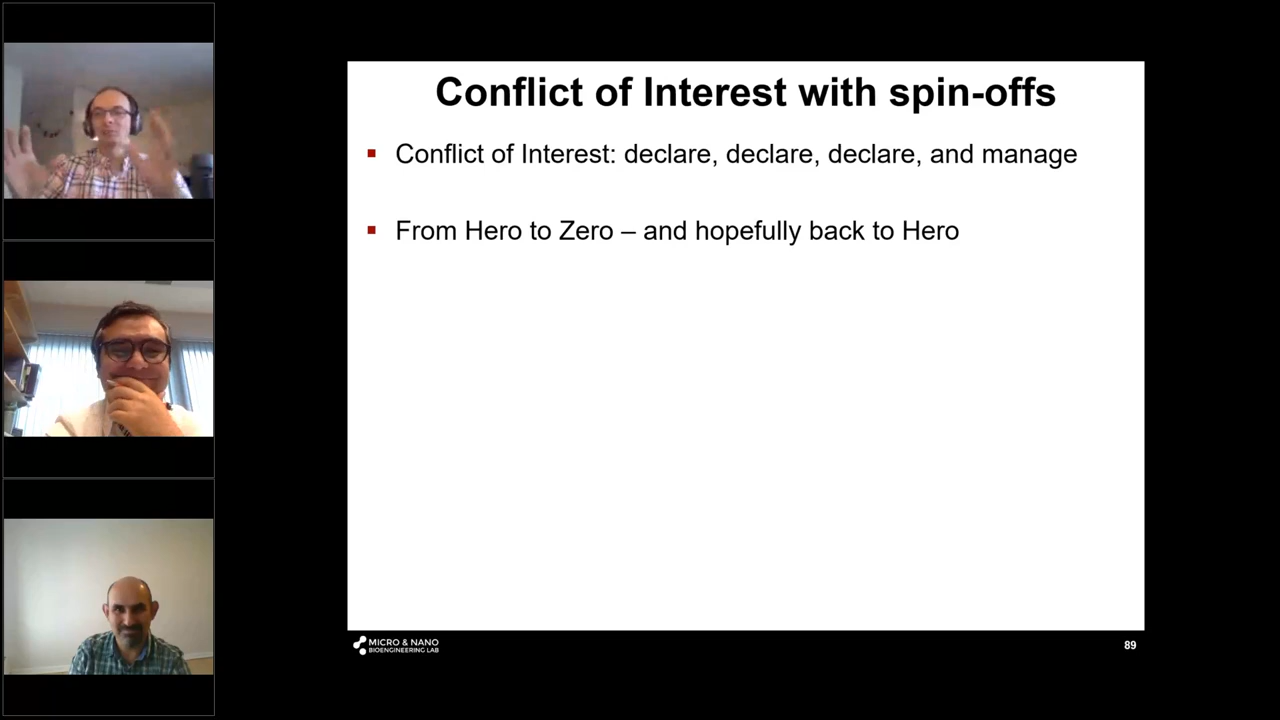 Conflict of Interest with spin-offs
▪ Conflict of Interest: declare, declare, declare, and manage
▪ From Hero to Zero – and hopefully back to Hero
MICRO & NANO
BIOENGINEERING LAB
89